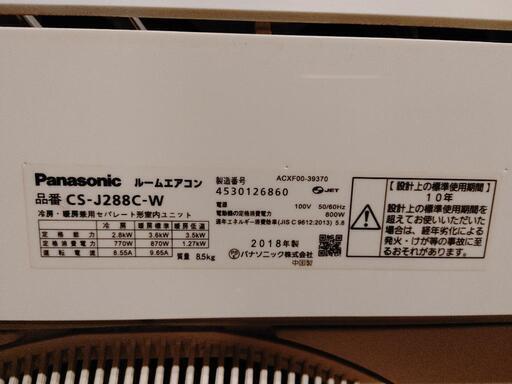 Panasonic ルームエアコン
品番 CS-J288C-W
冷房・暖房兼用セパレート形室内ユニット
冷房標準 暖房標準 暖房低温
定格能力 2.8kW 3.6kW 3.5kW
定格消費電力 770W 870W 1.27kW
運転電流 8.55A 9.65A
質量 8.5kg
製造番号 ACXF00-39370
4530126860
JET
電源 100V 50/60Hz
電動機の定格消費電力 800W
通年エネルギー消費効率(JIS C 9612:2013) 5.8
2018年製
パナソニック株式会社
中国製
【設計上の標準使用期間】
10年
設計上の標準使用期間を
超えてお使いいただいた
場合は、経年劣化による
発火・けが等の事故に至
るおそれがあります。